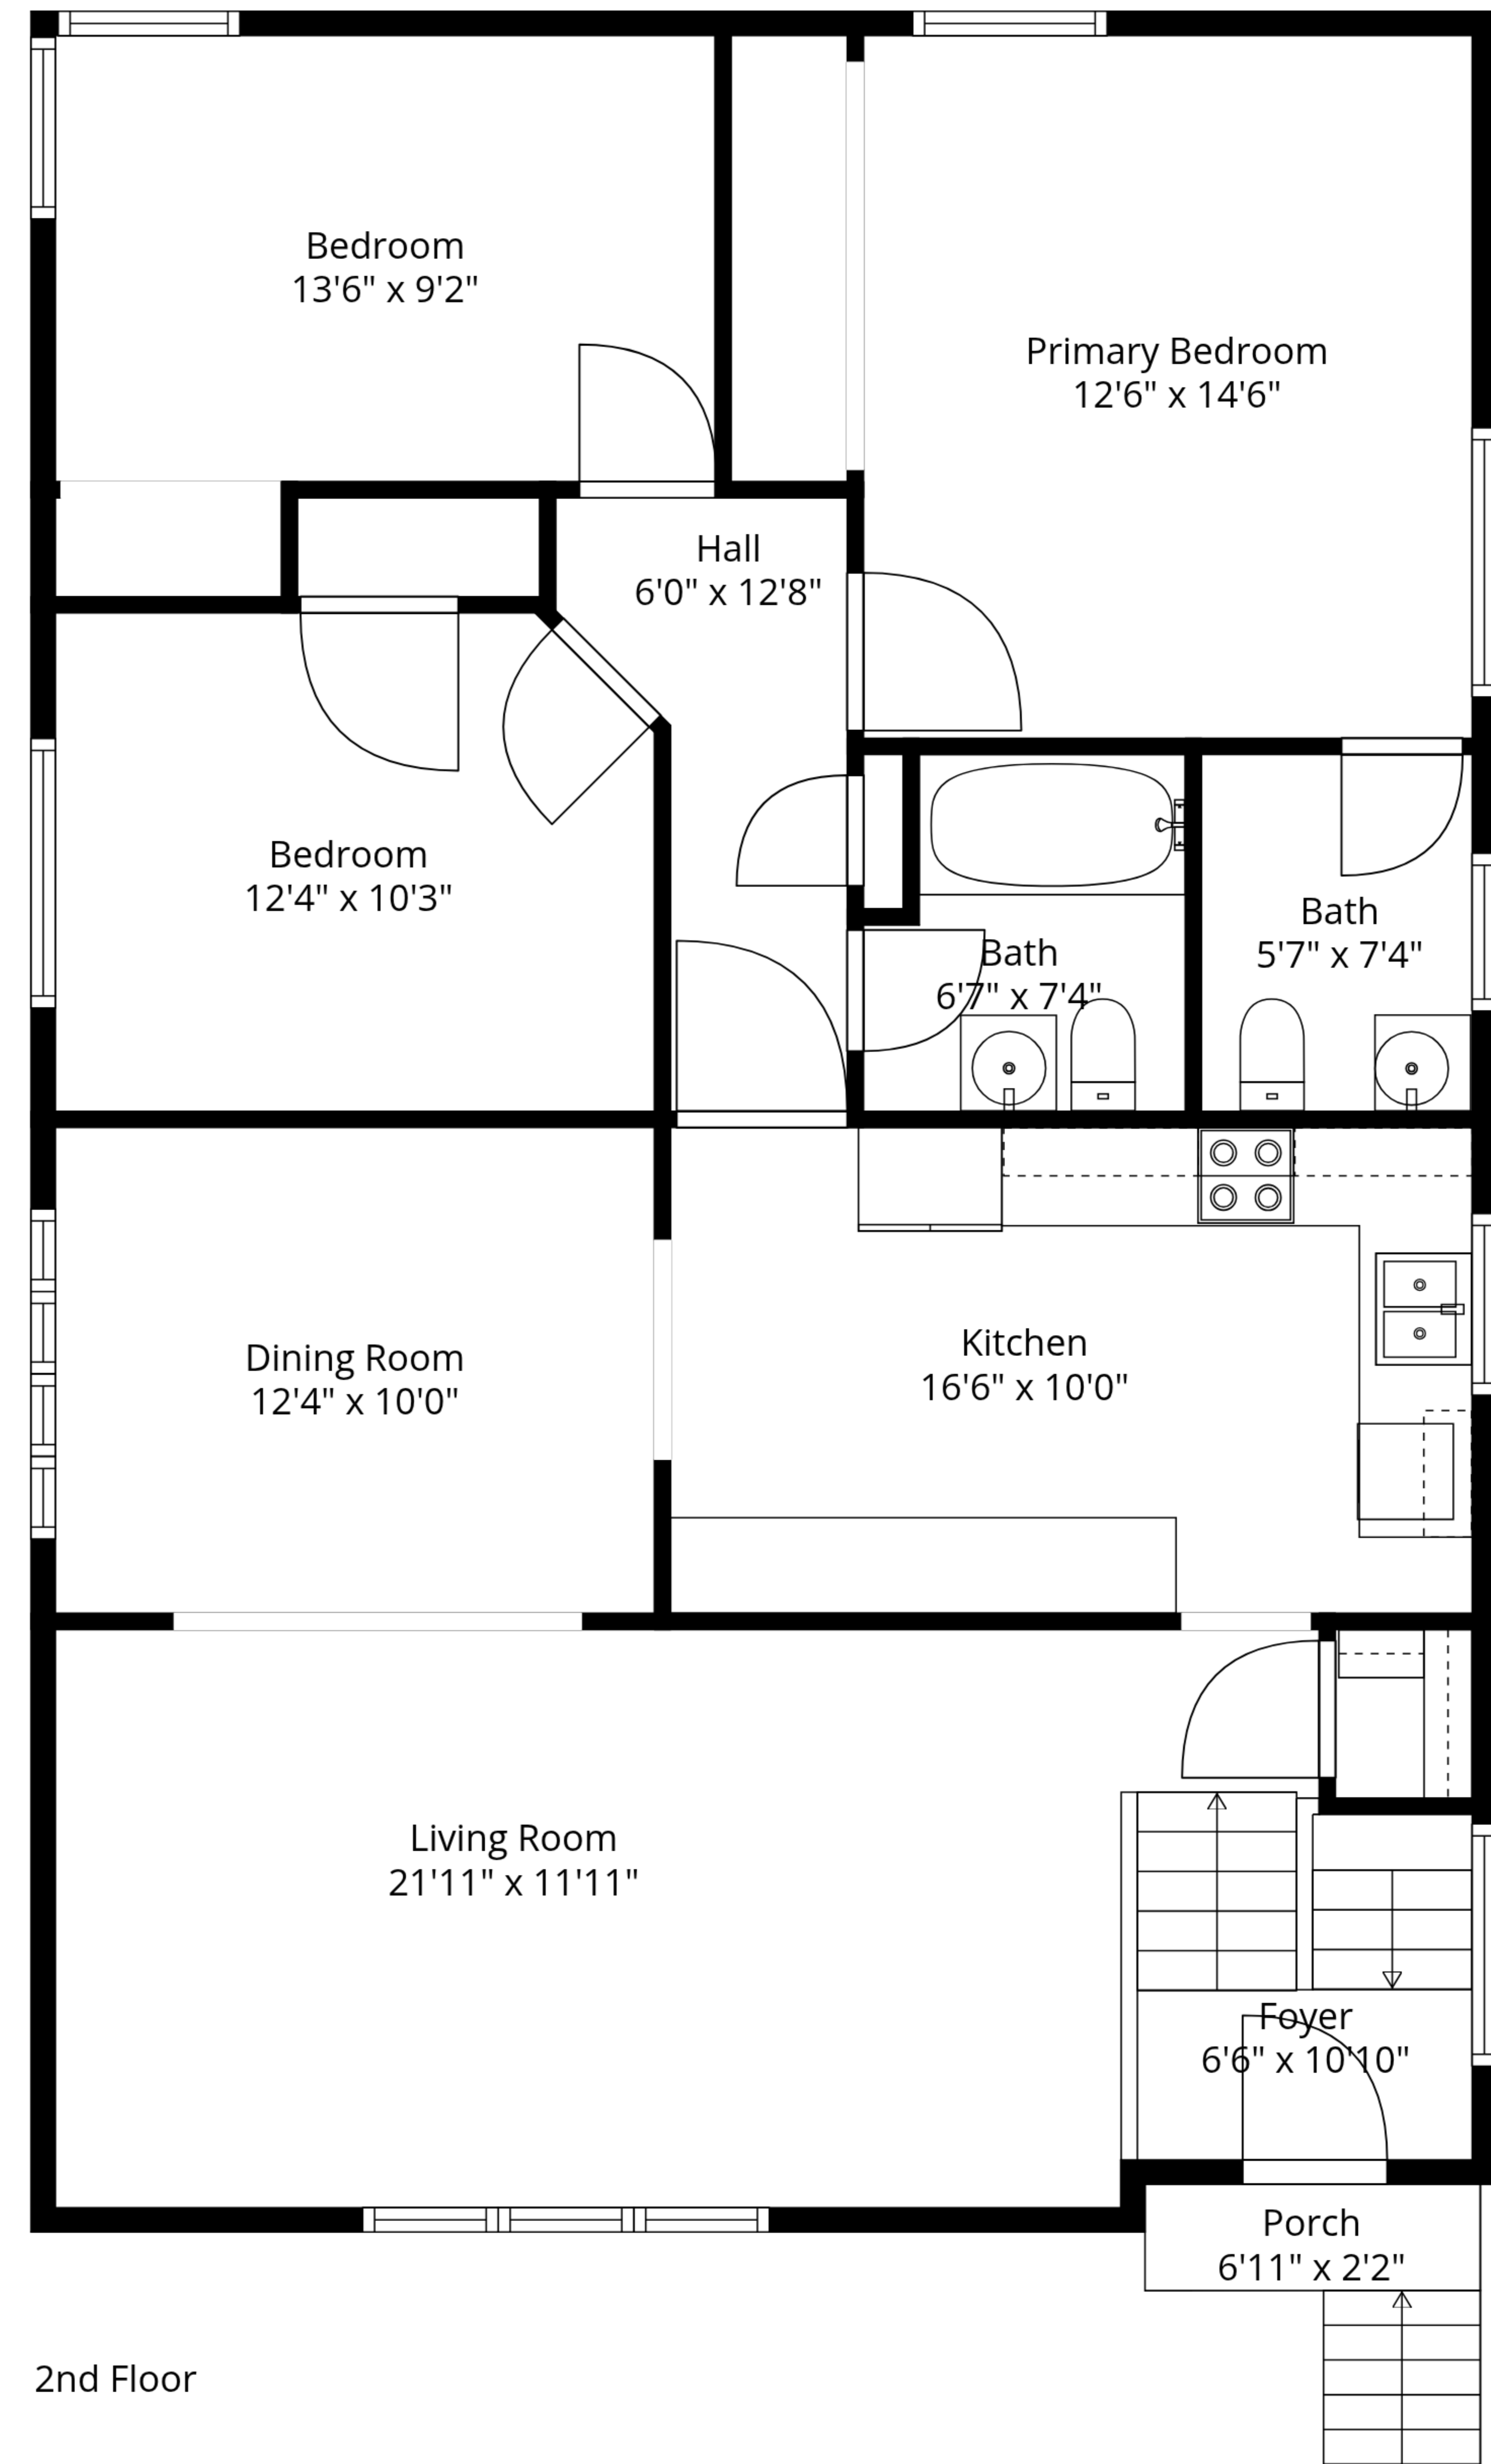 Bedroom
13'6" x 9'2"
Primary Bedroom
12'6" x 14'6"
Hall
6'0" x 12'8"
Bedroom
12'4" x 10'3"
Bath
6'7" x 7'4"
Bath
5'7" x 7'4"
Dining Room
12'4" x 10'0"
Kitchen
16'6" x 10'0"
Living Room
21'11" x 11'11"
Foyer
6'6" x 10'10"
Porch
6'11" x 2'2"
2nd Floor